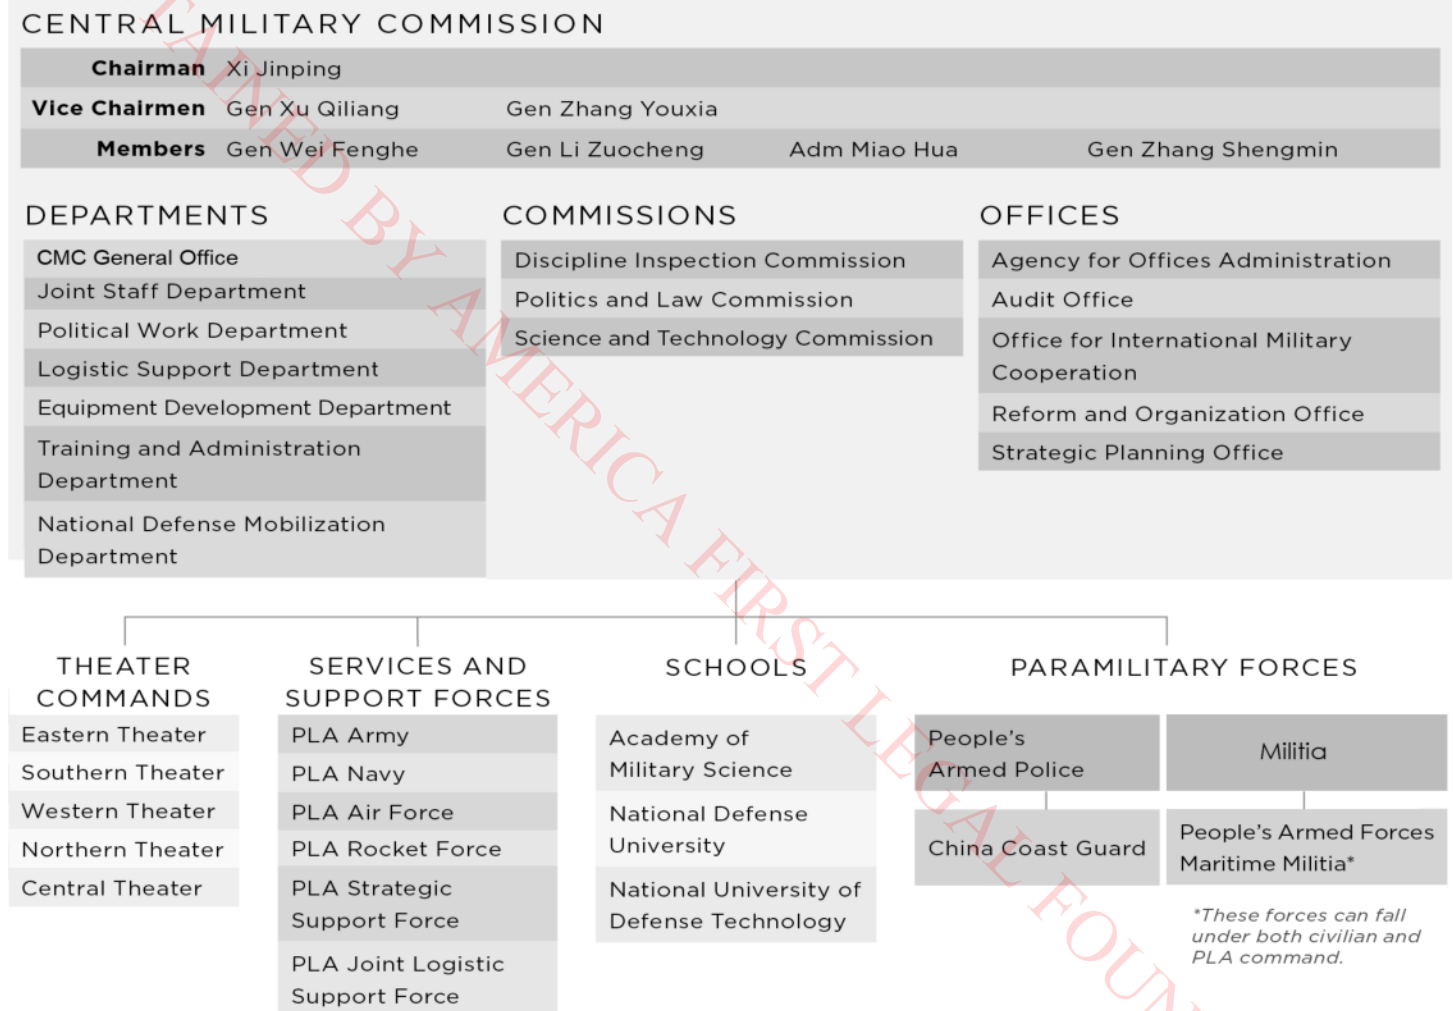 CENTRAL MILITARY COMMISSION
Chairman Xi Jinping
Vice Chairmen Gen Xu Qiliang Gen Zhang Youxia
Members Gen Wei Fenghe Gen Li Zuocheng Adm Miao Hua Gen Zhang Shengmin
DEPARTMENTS
CMC General Office
Joint Staff Department
Political Work Department
Logistic Support Department
Equipment Development Department
Training and Administration
Department
National Defense Mobilization
Department
COMMISSIONS
Discipline Inspection Commission
Politics and Law Commission
Science and Technology Commission
OFFICES
Agency for Offices Administration
Audit Office
Office for International Military
Cooperation
Reform and Organization Office
Strategic Planning Office
THEATER
COMMANDS
Eastern Theater
Southern Theater
Western Theater
Northern Theater
Central Theater
SERVICES AND
SUPPORT FORCES
PLA Army
PLA Navy
PLA Air Force
PLA Rocket Force
PLA Strategic
Support Force
PLA Joint Logistic
Support Force
SCHOOLS
Academy of
Military Science
National Defense
University
National University of
Defense Technology
PARAMILITARY FORCES
People's
Armed Police
China Coast Guard
Militia
People's Armed Forces
Maritime Militia*
*These forces can fall
under both civilian and
PLA command.
TAINED BY AMERICA FIRST LEGAL FOUN